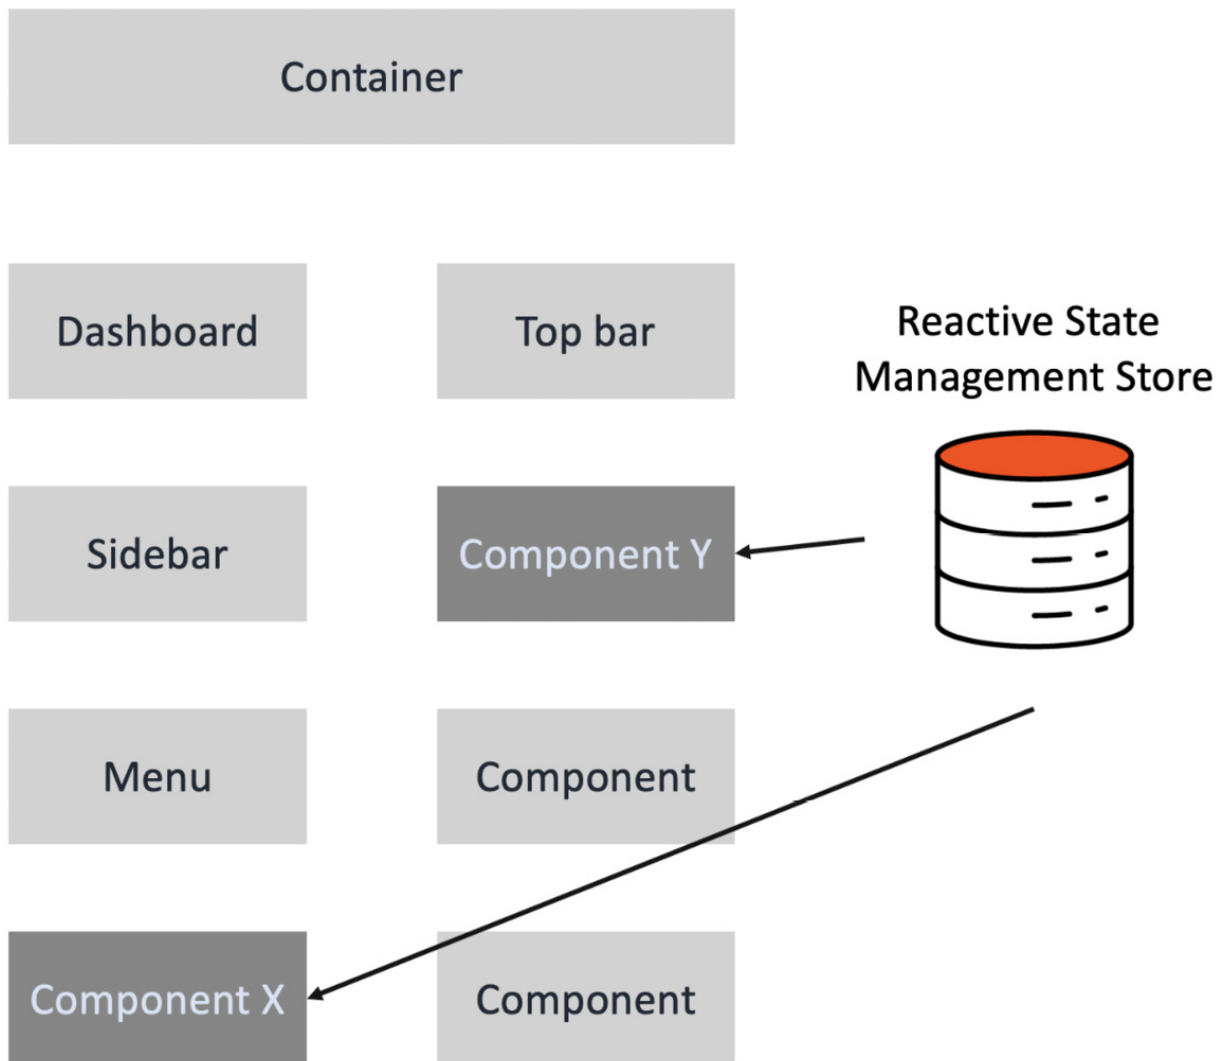 Container
Dashboard
Top bar
Reactive State
Management Store
Sidebar
Component Y
Menu
Component
Component X
Component